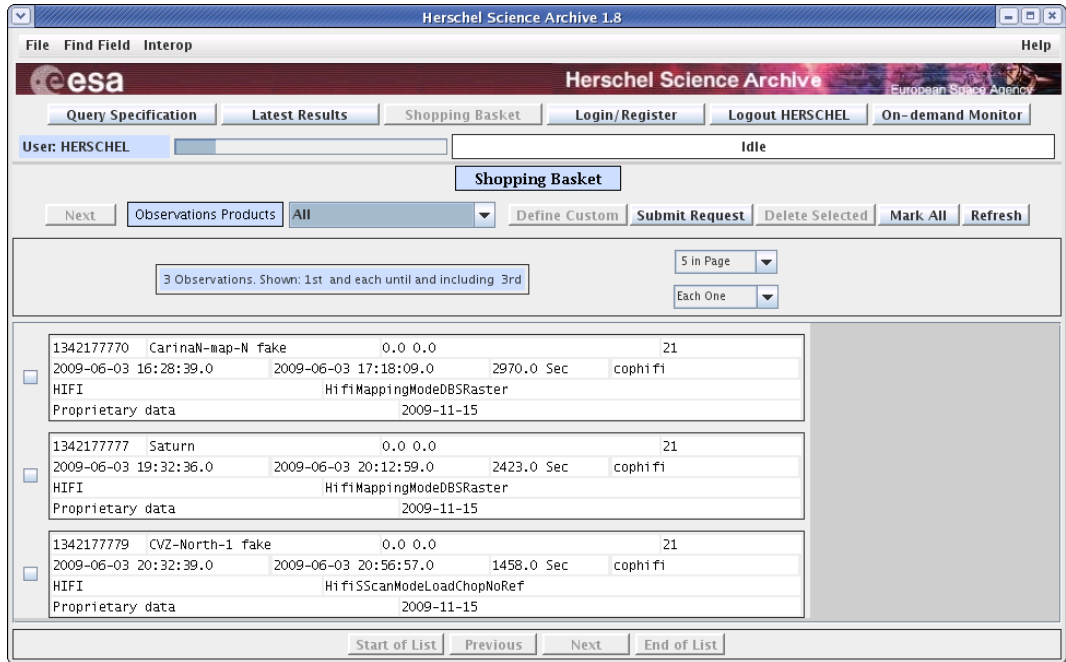 Herschel Science Archive 1.8
File Find Field Interop Help
esa Herschel Science Archive European Space Agency
Query Specification Latest Results Shopping Basket Login/Register Logout HERSCHEL On-demand Monitor
User: HERSCHEL Idle
Shopping Basket
Next Observations Products All Define Custom Submit Request Delete Selected Mark All Refresh
5 in Page
3 Observations. Shown: 1st and each until and including 3rd
Each One
1342177770 CarinaN-map-N fake 0.0 0.0 21
2009-06-03 16:28:39.0 2009-06-03 17:18:09.0 2970.0 Sec cophifi
HIFI HifiMappingModeDBSRaster
Proprietary data 2009-11-15
1342177777 Saturn 0.0 0.0 21
2009-06-03 19:32:36.0 2009-06-03 20:12:59.0 2423.0 Sec cophifi
HIFI HifiMappingModeDBSRaster
Proprietary data 2009-11-15
1342177779 CVZ-North-1 fake 0.0 0.0 21
2009-06-03 20:32:39.0 2009-06-03 20:56:57.0 1458.0 Sec cophifi
HIFI HifiSScanModeLoadChopNoRef
Proprietary data 2009-11-15
Start of List Previous Next End of List